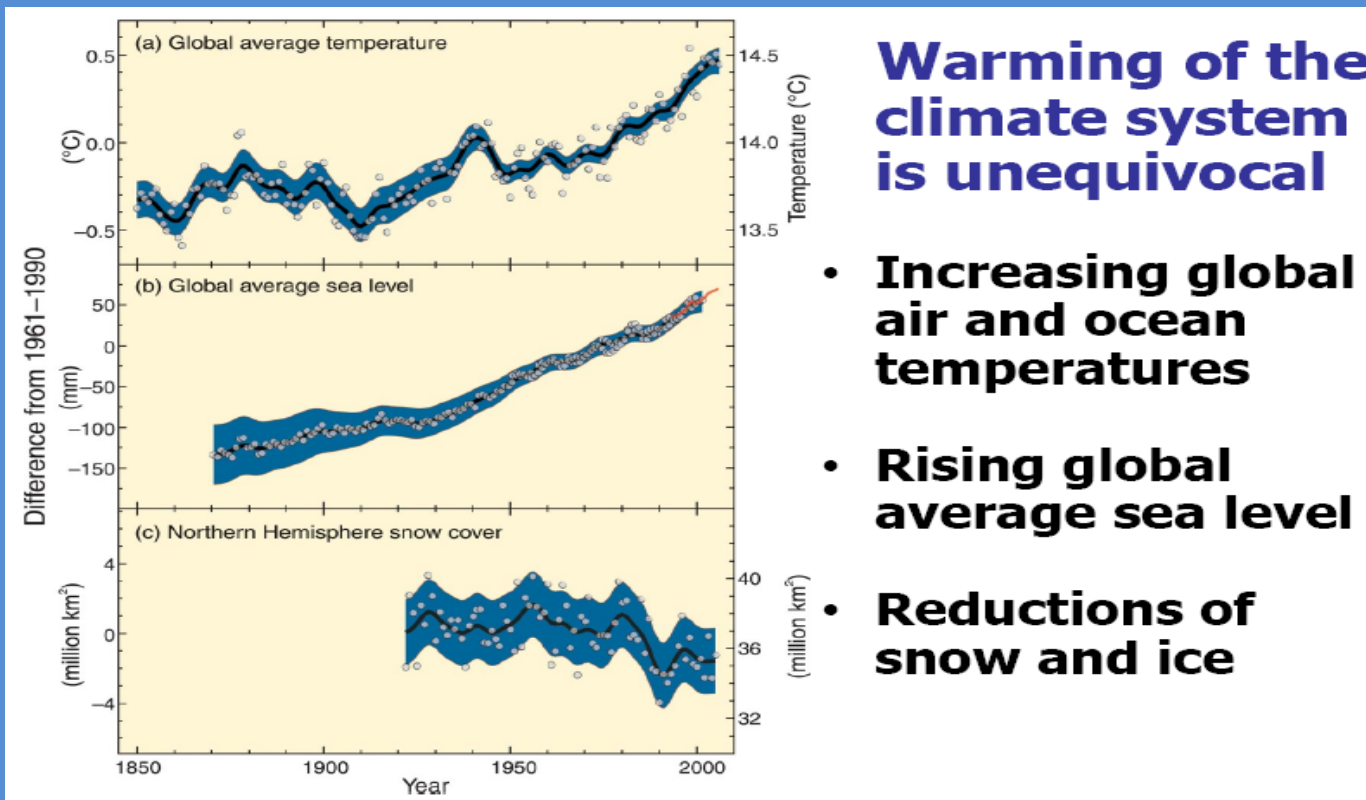 (a) Global average temperature
0.5
0.0
−0.5
(°C)
14.5
14.0
13.5
Temperature (°C)
Difference from 1961–1990
(b) Global average sea level
50
0
−50
−100
−150
(mm)
(c) Northern Hemisphere snow cover
4
0
−4
(million km²)
40
36
32
(million km²)
1850
1900
1950
2000
Year
Warming of the
climate system
is unequivocal
• Increasing global
air and ocean
temperatures
• Rising global
average sea level
• Reductions of
snow and ice